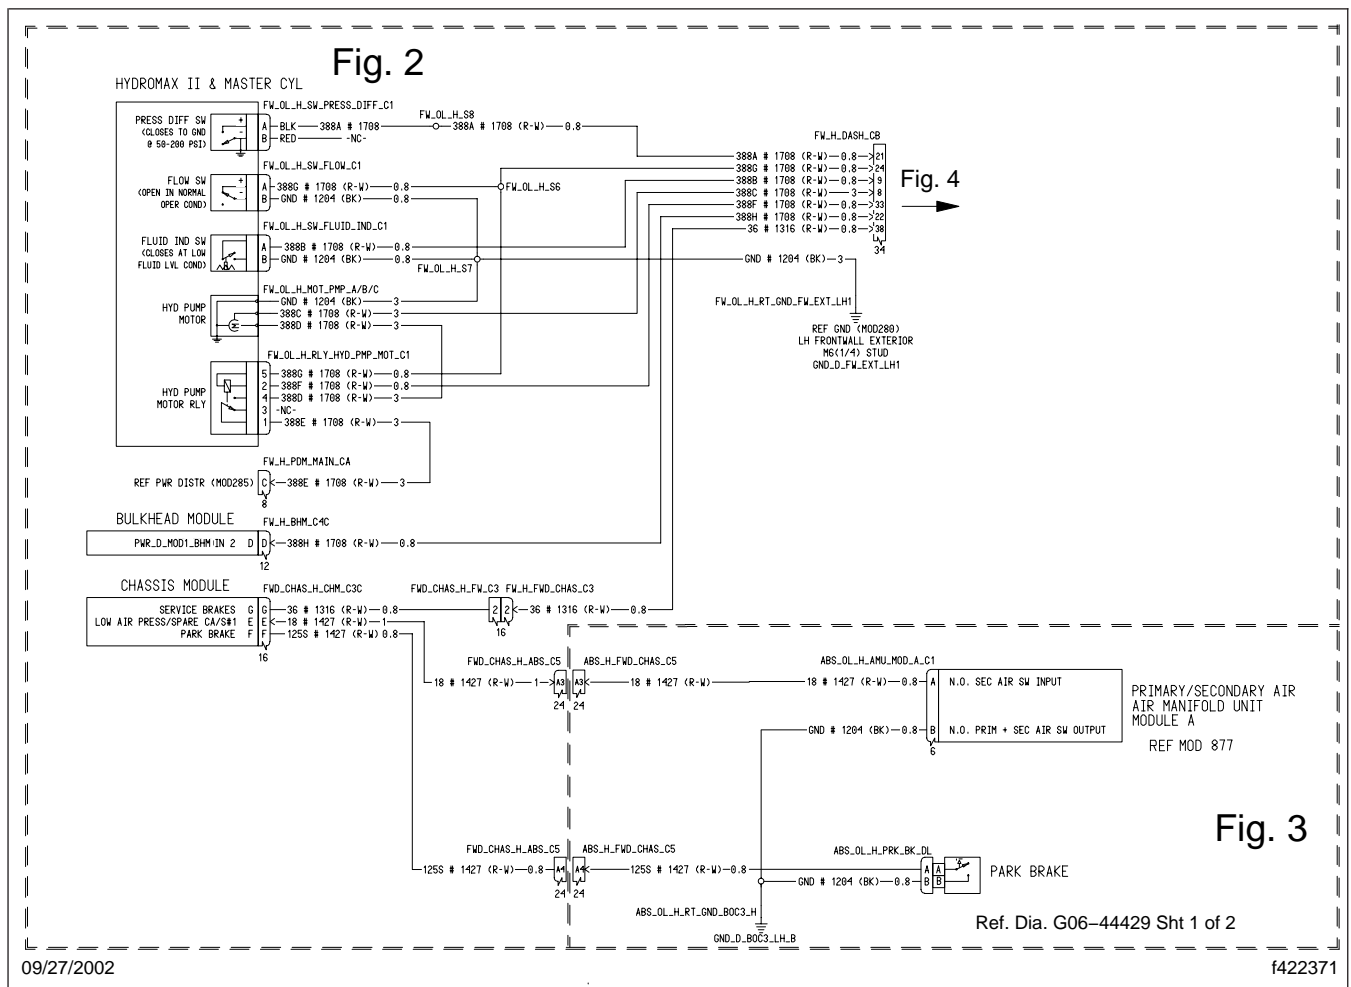 Fig. 2
HYDROMAX II & MASTER CYL
PRESS DIFF SW
(CLOSES TO GND
@ 50-200 PSI)
FW_OL_H_SW_PRESS_DIFF_C1
A BLK 388A # 1708
FW_OL_H_S8
388A # 1708 (R-W) 0.8
B RED -NC-
FLOW SW
(OPEN IN NORMAL
OPER COND)
FW_OL_H_SW_FLOW_C1
A 388G # 1708 (R-W) 0.8
FW_OL_H_S6
B GND # 1204 (BK) 0.8
FLUID IND SW
(CLOSES AT LOW
FLUID LVL COND)
FW_OL_H_SW_FLUID_IND_C1
A 388B # 1708 (R-W) 0.8
B GND # 1204 (BK) 0.8
FW_OL_H_S7
HYD PUMP
MOTOR
M
FW_OL_H_MOT_PMP_A/B/C
GND # 1204 (BK) 3
388C # 1708 (R-W) 3
388D # 1708 (R-W) 3
HYD PUMP
MOTOR RLY
FW_OL_H_RLY_HYD_PMP_MOT_C1
5 388G # 1708 (R-W) 0.8
2 388F # 1708 (R-W) 0.8
4 388D # 1708 (R-W) 3
3 -NC-
1 388E # 1708 (R-W) 3
FW_H_DASH_CB
388A # 1708 (R-W) 0.8 21
388G # 1708 (R-W) 0.8 24
388B # 1708 (R-W) 0.8 9
388C # 1708 (R-W) 3 8
388F # 1708 (R-W) 0.8 33
388H # 1708 (R-W) 0.8 22
36 # 1316 (R-W) 0.8 38
34
Fig. 4
GND # 1204 (BK) 3
FW_OL_H_RT_GND_FW_EXT_LH1
REF GND (MOD280)
LH FRONTWALL EXTERIOR
M6(1/4) STUD
GND_D_FW_EXT_LH1
FW_H_PDM_MAIN_CA
REF PWR DISTR (MOD285) C 388E # 1708 (R-W) 3
8
BULKHEAD MODULE
FW_H_BHM_C4C
PWR_D_MOD1_BHM IN 2 D D 388H # 1708 (R-W) 0.8
12
CHASSIS MODULE
FWD_CHAS_H_CHM_C3C
SERVICE BRAKES G G 36 # 1316 (R-W) 0.8
LOW AIR PRESS/SPARE CA/S#1 E E 18 # 1427 (R-W) 1
PARK BRAKE F F 125S # 1427 (R-W) 0.8
16
FWD_CHAS_H_FW_C3 FW_H_FWD_CHAS_C3
2 2 36 # 1316 (R-W) 0.8
16
FWD_CHAS_H_ABS_C5 ABS_H_FWD_CHAS_C5
18 # 1427 (R-W) 1 A3 A3 18 # 1427 (R-W)
24 24
ABS_OL_H_AMU_MOD_A_C1
18 # 1427 (R-W) 0.8 A N.O. SEC AIR SW INPUT
GND # 1204 (BK) 0.8 B N.O. PRIM + SEC AIR SW OUTPUT
6
PRIMARY/SECONDARY AIR
AIR MANIFOLD UNIT
MODULE A
REF MOD 877
Fig. 3
FWD_CHAS_H_ABS_C5 ABS_H_FWD_CHAS_C5
125S # 1427 (R-W) 0.8 A4 A4 125S # 1427 (R-W) 0.8
24 24
ABS_OL_H_PRK_BK_DL
A A
GND # 1204 (BK) 0.8 B B
PARK BRAKE
ABS_OL_H_RT_GND_BOC3_H
GND_D_BOC3_LH_B
Ref. Dia. G06–44429 Sht 1 of 2
09/27/2002
f422371